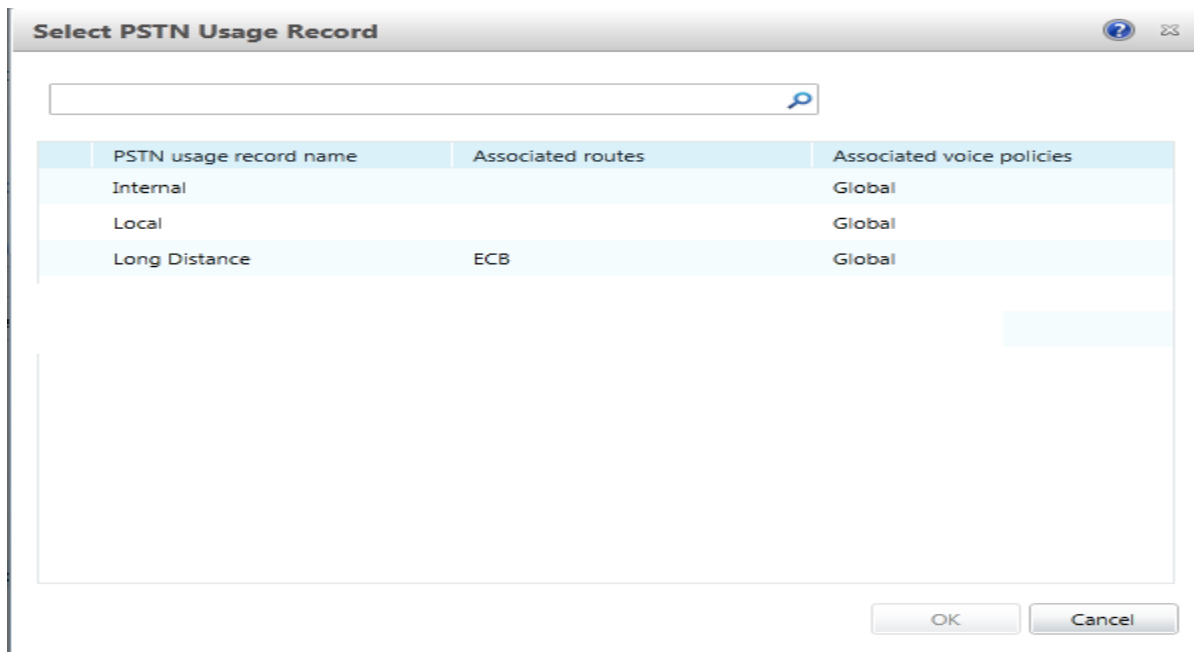 Select PSTN Usage Record
PSTN usage record name Associated routes Associated voice policies
Internal Global
Local Global
Long Distance ECB Global
OK Cancel